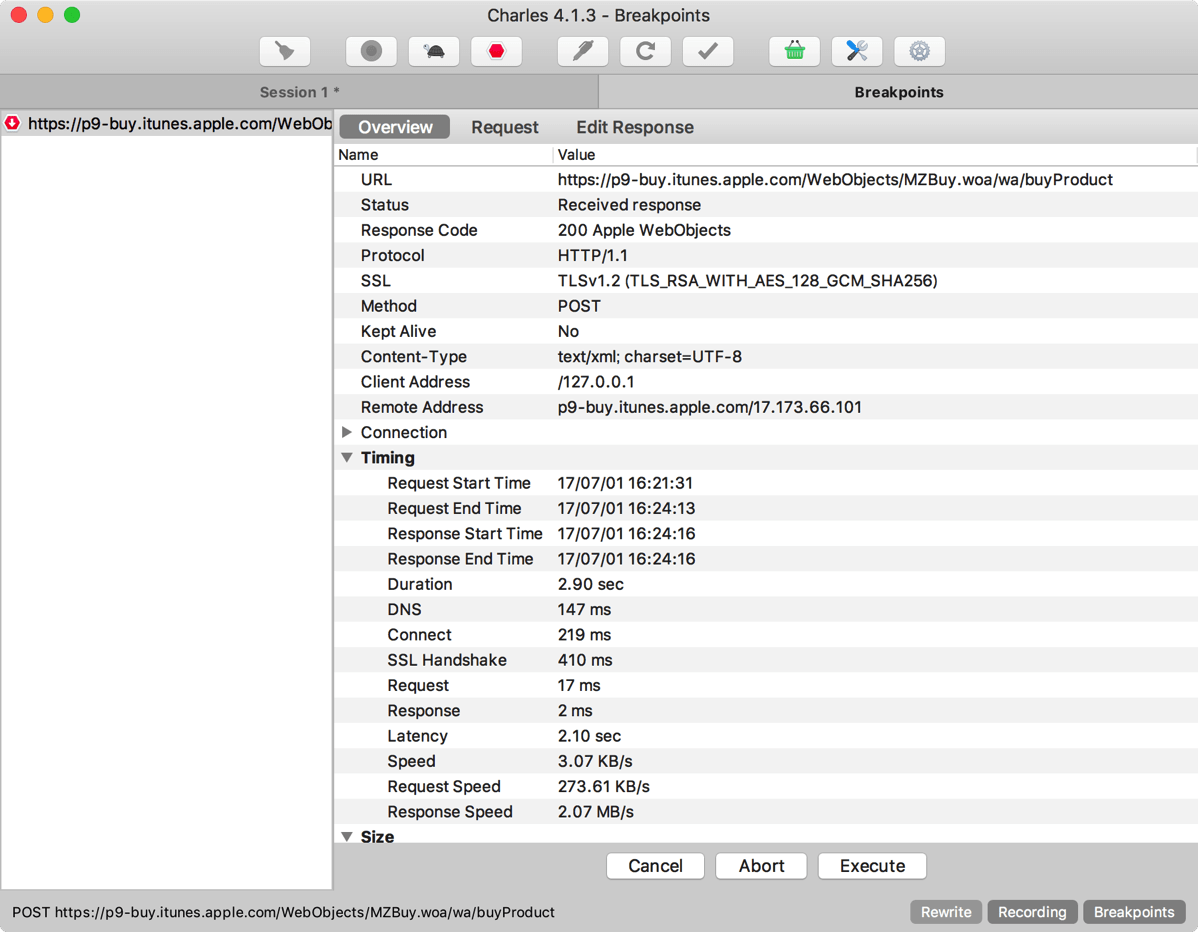 Charles 4.1.3 - Breakpoints
Session 1 *
Breakpoints
https://p9-buy.itunes.apple.com/WebOb
Overview Request Edit Response
Name Value
URL https://p9-buy.itunes.apple.com/WebObjects/MZBuy.woa/wa/buyProduct
Status Received response
Response Code 200 Apple WebObjects
Protocol HTTP/1.1
SSL TLSv1.2 (TLS_RSA_WITH_AES_128_GCM_SHA256)
Method POST
Kept Alive No
Content-Type text/xml; charset=UTF-8
Client Address /127.0.0.1
Remote Address p9-buy.itunes.apple.com/17.173.66.101
Connection
Timing
Request Start Time 17/07/01 16:21:31
Request End Time 17/07/01 16:24:13
Response Start Time 17/07/01 16:24:16
Response End Time 17/07/01 16:24:16
Duration 2.90 sec
DNS 147 ms
Connect 219 ms
SSL Handshake 410 ms
Request 17 ms
Response 2 ms
Latency 2.10 sec
Speed 3.07 KB/s
Request Speed 273.61 KB/s
Response Speed 2.07 MB/s
Size
Cancel Abort Execute
POST https://p9-buy.itunes.apple.com/WebObjects/MZBuy.woa/wa/buyProduct
Rewrite Recording Breakpoints